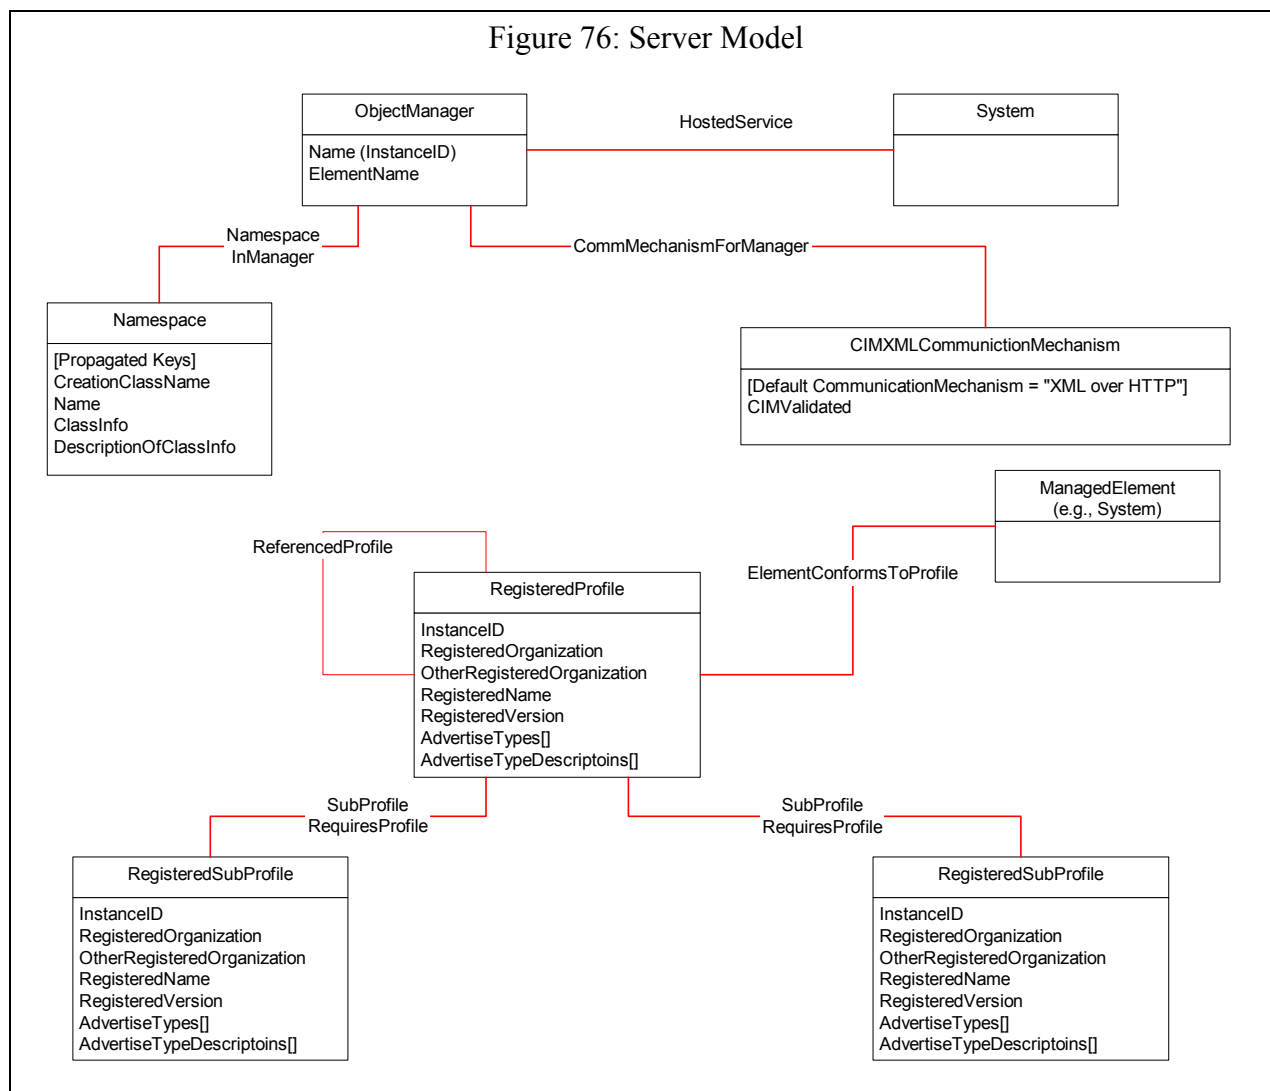 Figure 76: Server Model
ObjectManager
Name (InstanceID)
ElementName
HostedService
System
Namespace
InManager
CommMechanismForManager
Namespace
[Propagated Keys]
CreationClassName
Name
ClassInfo
DescriptionOfClassInfo
CIMXMLCommunictionMechanism
[Default CommunicationMechanism = "XML over HTTP"]
CIMValidated
ManagedElement
(e.g., System)
ReferencedProfile
ElementConformsToProfile
RegisteredProfile
InstanceID
RegisteredOrganization
OtherRegisteredOrganization
RegisteredName
RegisteredVersion
AdvertiseTypes[]
AdvertiseTypeDescriptoins[]
SubProfile
RequiresProfile
SubProfile
RequiresProfile
RegisteredSubProfile
InstanceID
RegisteredOrganization
OtherRegisteredOrganization
RegisteredName
RegisteredVersion
AdvertiseTypes[]
AdvertiseTypeDescriptoins[]
RegisteredSubProfile
InstanceID
RegisteredOrganization
OtherRegisteredOrganization
RegisteredName
RegisteredVersion
AdvertiseTypes[]
AdvertiseTypeDescriptoins[]